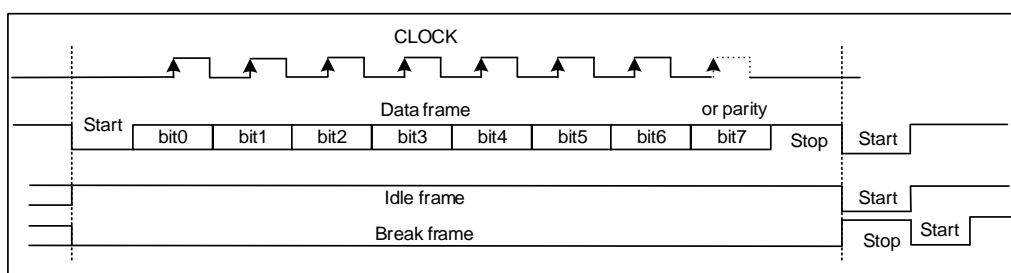 CLOCK
Data frame
or parity
Start bit0 bit1 bit2 bit3 bit4 bit5 bit6 bit7 Stop Start
Idle frame Start
Break frame Stop Start